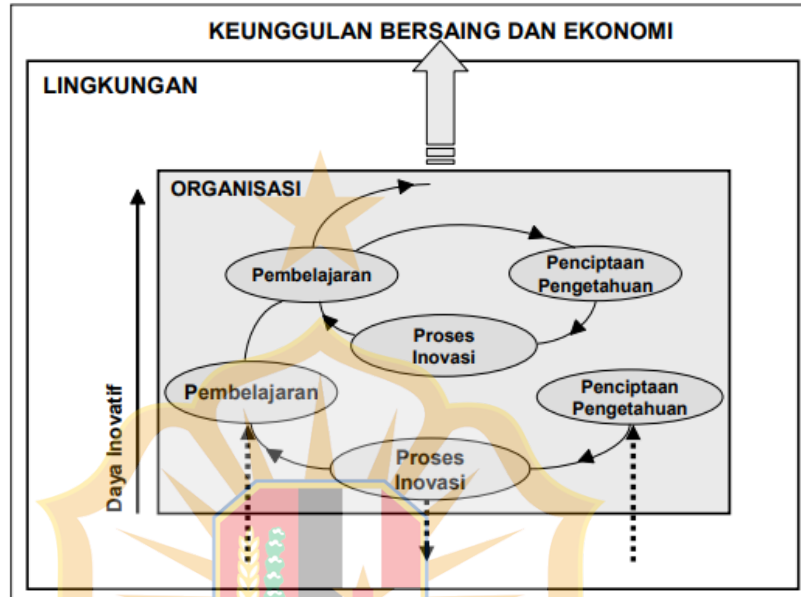 KEUNGGULAN BERSAING DAN EKONOMI
LINGKUNGAN
ORGANISASI
Pembelajaran
Penciptaan
Pengetahuan
Proses
Inovasi
Pembelajaran
Penciptaan
Pengetahuan
Proses
Inovasi
Daya Inovatif